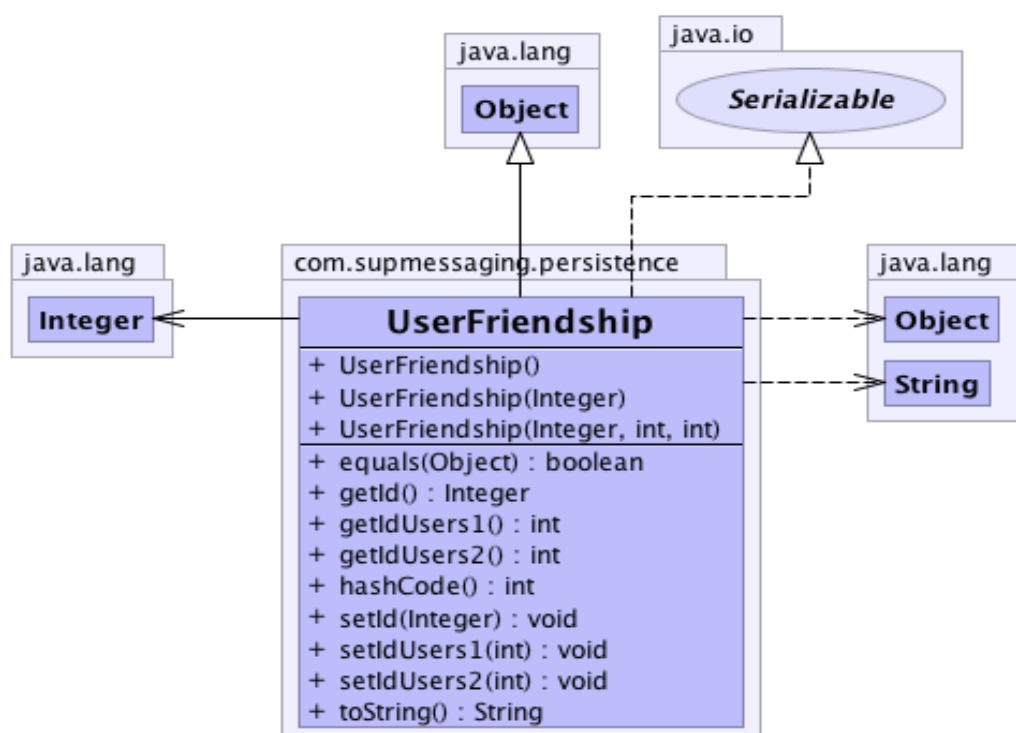 java.lang
Object
java.io
Serializable
java.lang
Integer
com.supmessaging.persistence
UserFriendship
+ UserFriendship()
+ UserFriendship(Integer)
+ UserFriendship(Integer, int, int)
+ equals(Object) : boolean
+ getId() : Integer
+ getIdUsers1() : int
+ getIdUsers2() : int
+ hashCode() : int
+ setId(Integer) : void
+ setIdUsers1(int) : void
+ setIdUsers2(int) : void
+ toString() : String
java.lang
Object
String